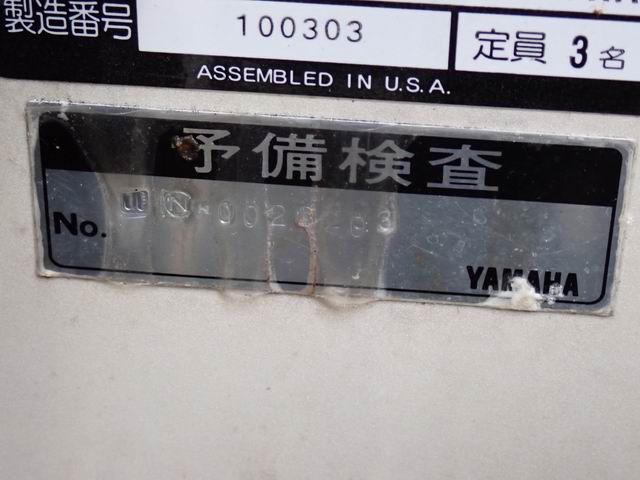 製造番号 100303 定員 3名
ASSEMBLED IN U.S.A.
予備検査
No.
YAMAHA